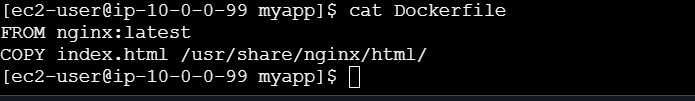 [ec2-user@ip-10-0-0-99 myapp]$ cat Dockerfile
FROM nginx:latest
COPY index.html /usr/share/nginx/html/
[ec2-user@ip-10-0-0-99 myapp]$